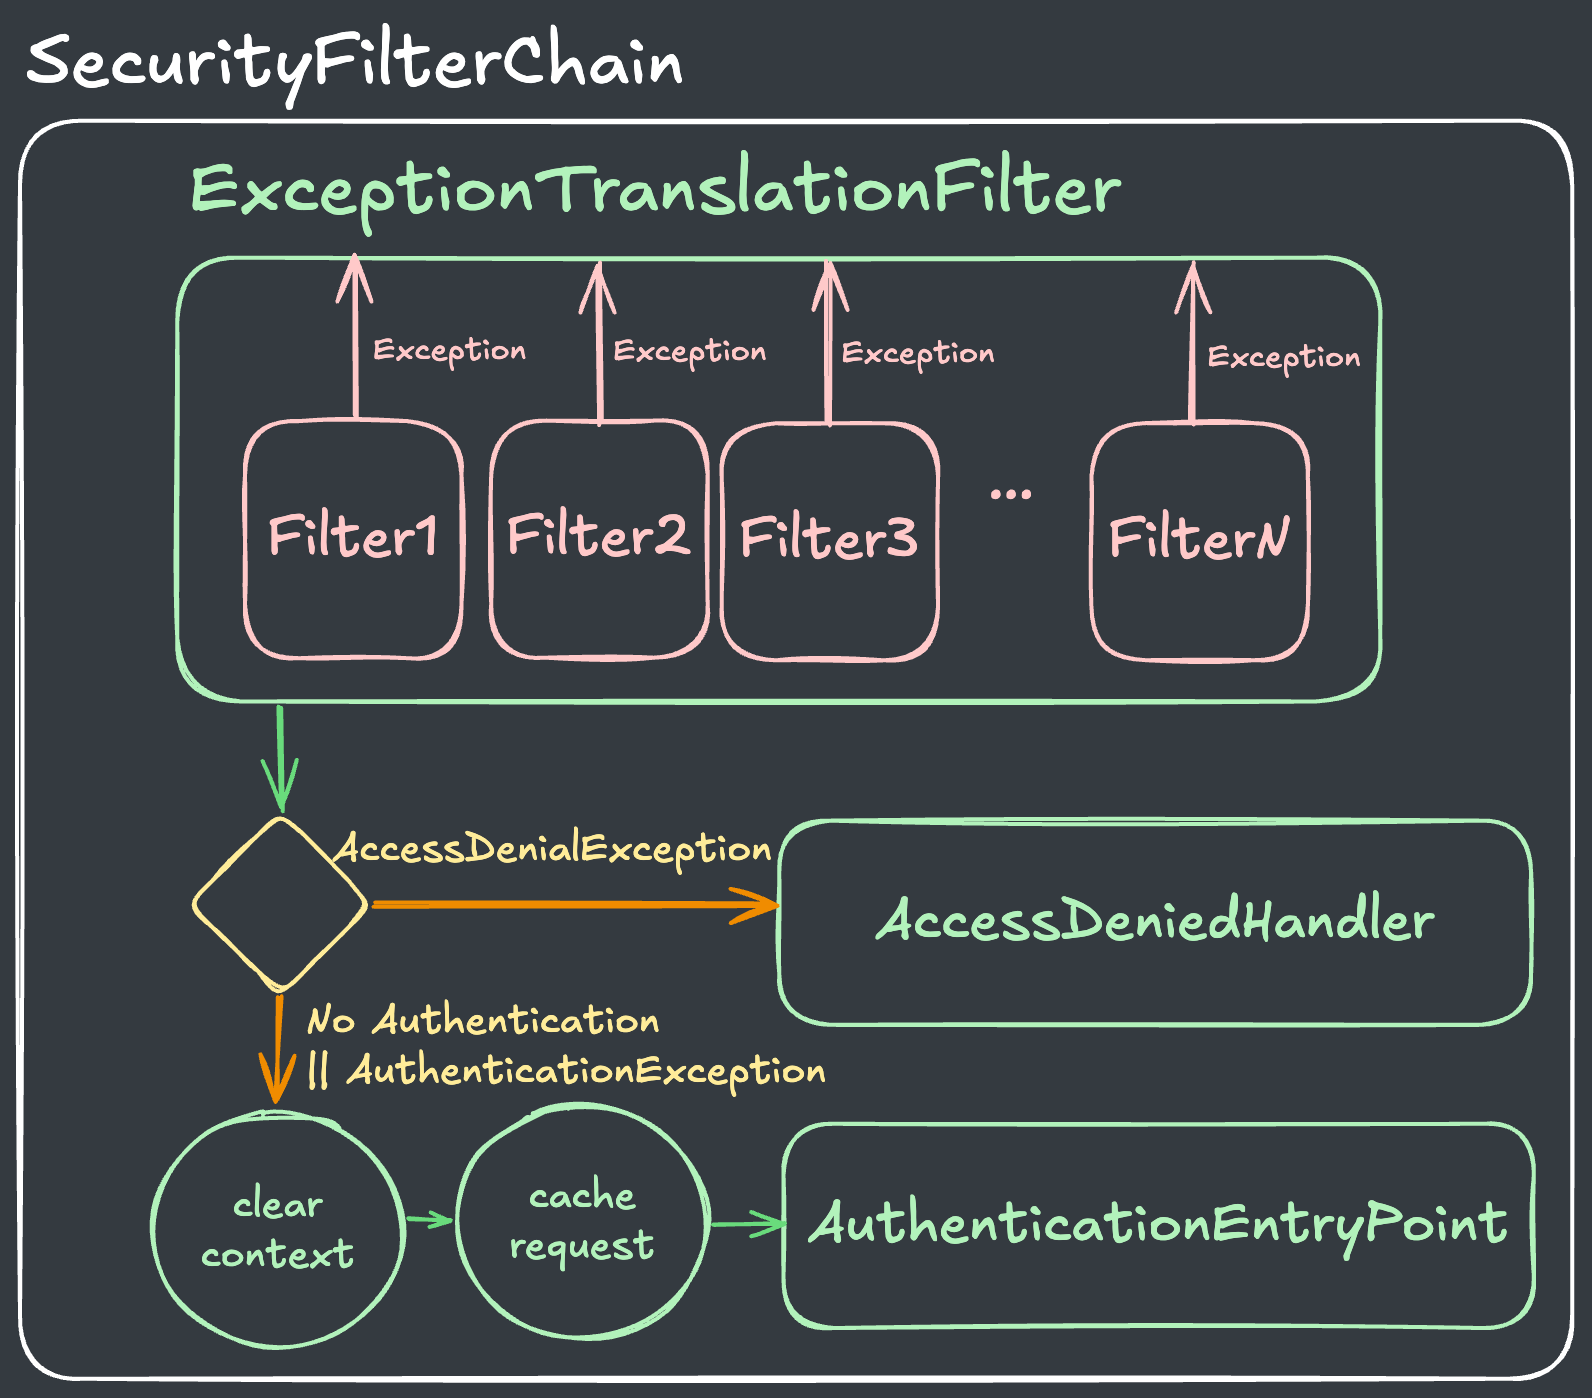 SecurityFilterChain
ExceptionTranslationFilter
Exception
Exception
Exception
Exception
Filter1
Filter2
Filter3
...
FilterN
AccessDenialException
AccessDeniedHandler
No Authentication
|| AuthenticationException
clear
context
cache
request
AuthenticationEntryPoint